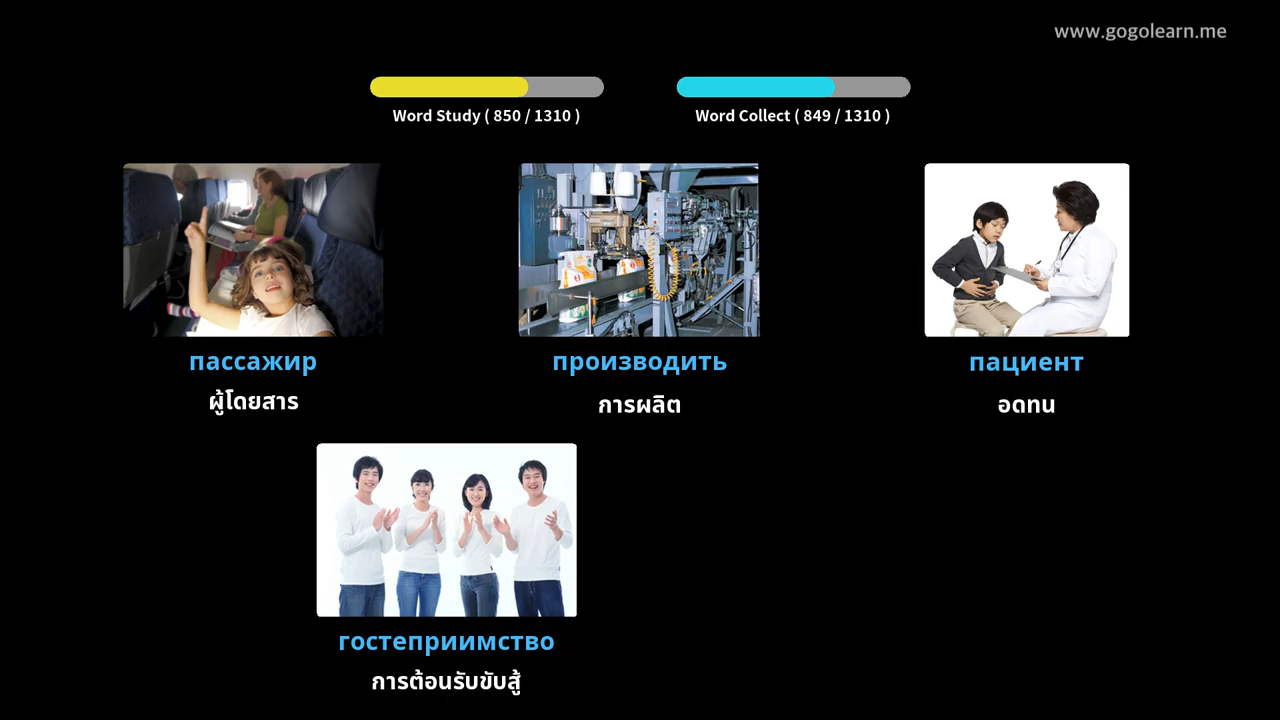 www.gogolearn.me
Word Study ( 850 / 1310 )
Word Collect ( 849 / 1310 )
пассажир
ผู้โดยสาร
производить
การผลิต
пациент
อดทน
гостеприимство
การต้อนรับขับสู้